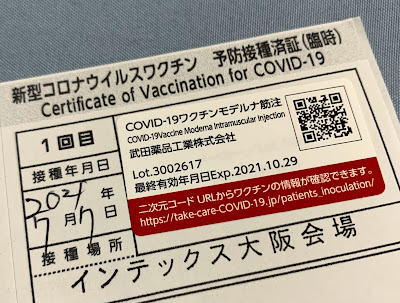 新型コロナウイルスワクチン 予防接種済証(臨時)
Certificate of Vaccination for COVID-19
1回目
接種年月日
2021年
7月7日
接種場所
COVID-19ワクチンモデルナ筋注
COVID-19Vaccine Moderna Intramuscular Injection
武田薬品工業株式会社
Lot.3002617
最終有効年月日Exp.2021.10.29
二次元コード URLからワクチンの情報が確認できます。
https://take-care-COVID-19.jp/patients_inoculation/
インテックス大阪会場